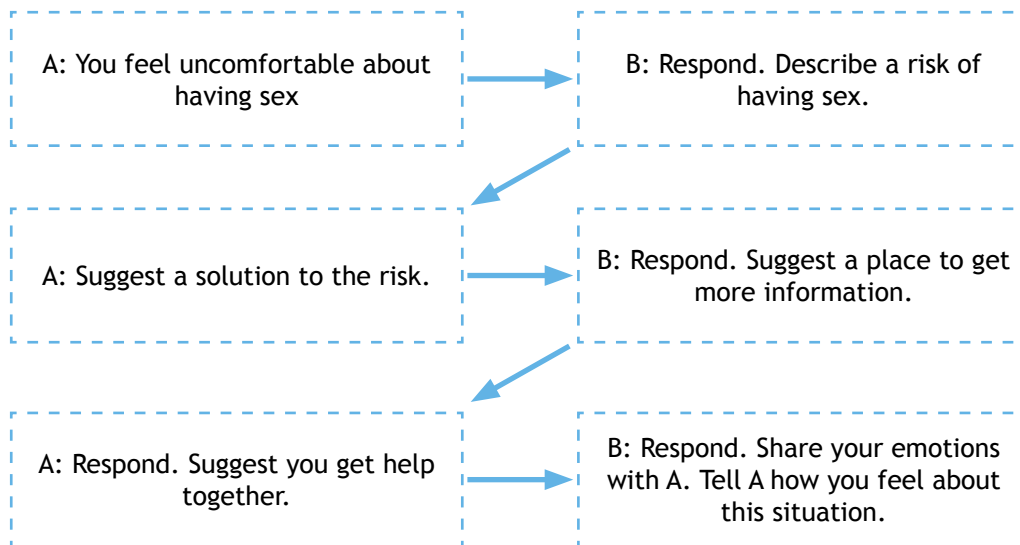 A: You feel uncomfortable about
having sex
B: Respond. Describe a risk of
having sex.
A: Suggest a solution to the risk.
B: Respond. Suggest a place to get
more information.
A: Respond. Suggest you get help
together.
B: Respond. Share your emotions
with A. Tell A how you feel about
this situation.